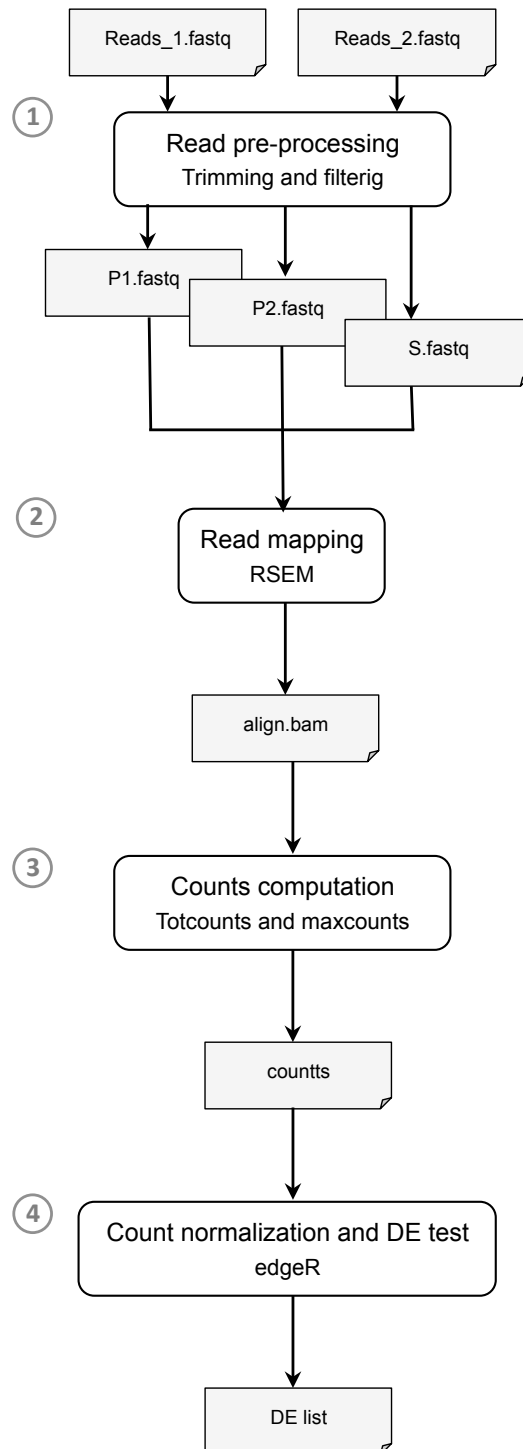 Reads_1.fastq
Reads_2.fastq
1
Read pre-processing
Trimming and filterig
P1.fastq
P2.fastq
S.fastq
2
Read mapping
RSEM
align.bam
3
Counts computation
Totcounts and maxcounts
countts
4
Count normalization and DE test
edgeR
DE list